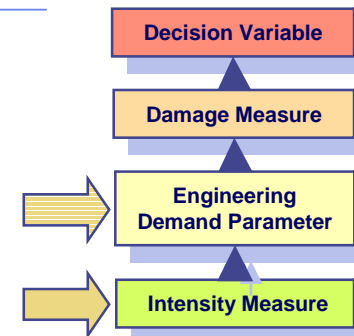 Decision Variable
Damage Measure
Engineering
Demand Parameter
Intensity Measure